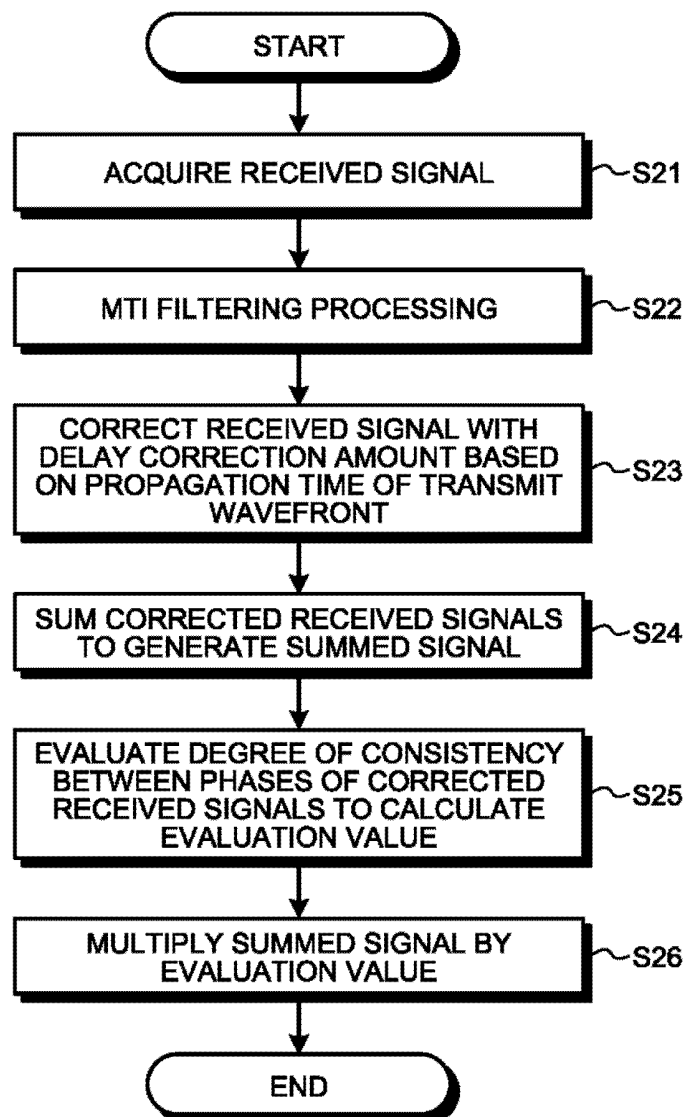 START
ACQUIRE RECEIVED SIGNAL
S21
MTI FILTERING PROCESSING
S22
CORRECT RECEIVED SIGNAL WITH
DELAY CORRECTION AMOUNT BASED
ON PROPAGATION TIME OF TRANSMIT
WAVEFRONT
S23
SUM CORRECTED RECEIVED SIGNALS
TO GENERATE SUMMED SIGNAL
S24
EVALUATE DEGREE OF CONSISTENCY
BETWEEN PHASES OF CORRECTED
RECEIVED SIGNALS TO CALCULATE
EVALUATION VALUE
S25
MULTIPLY SUMMED SIGNAL BY
EVALUATION VALUE
S26
END